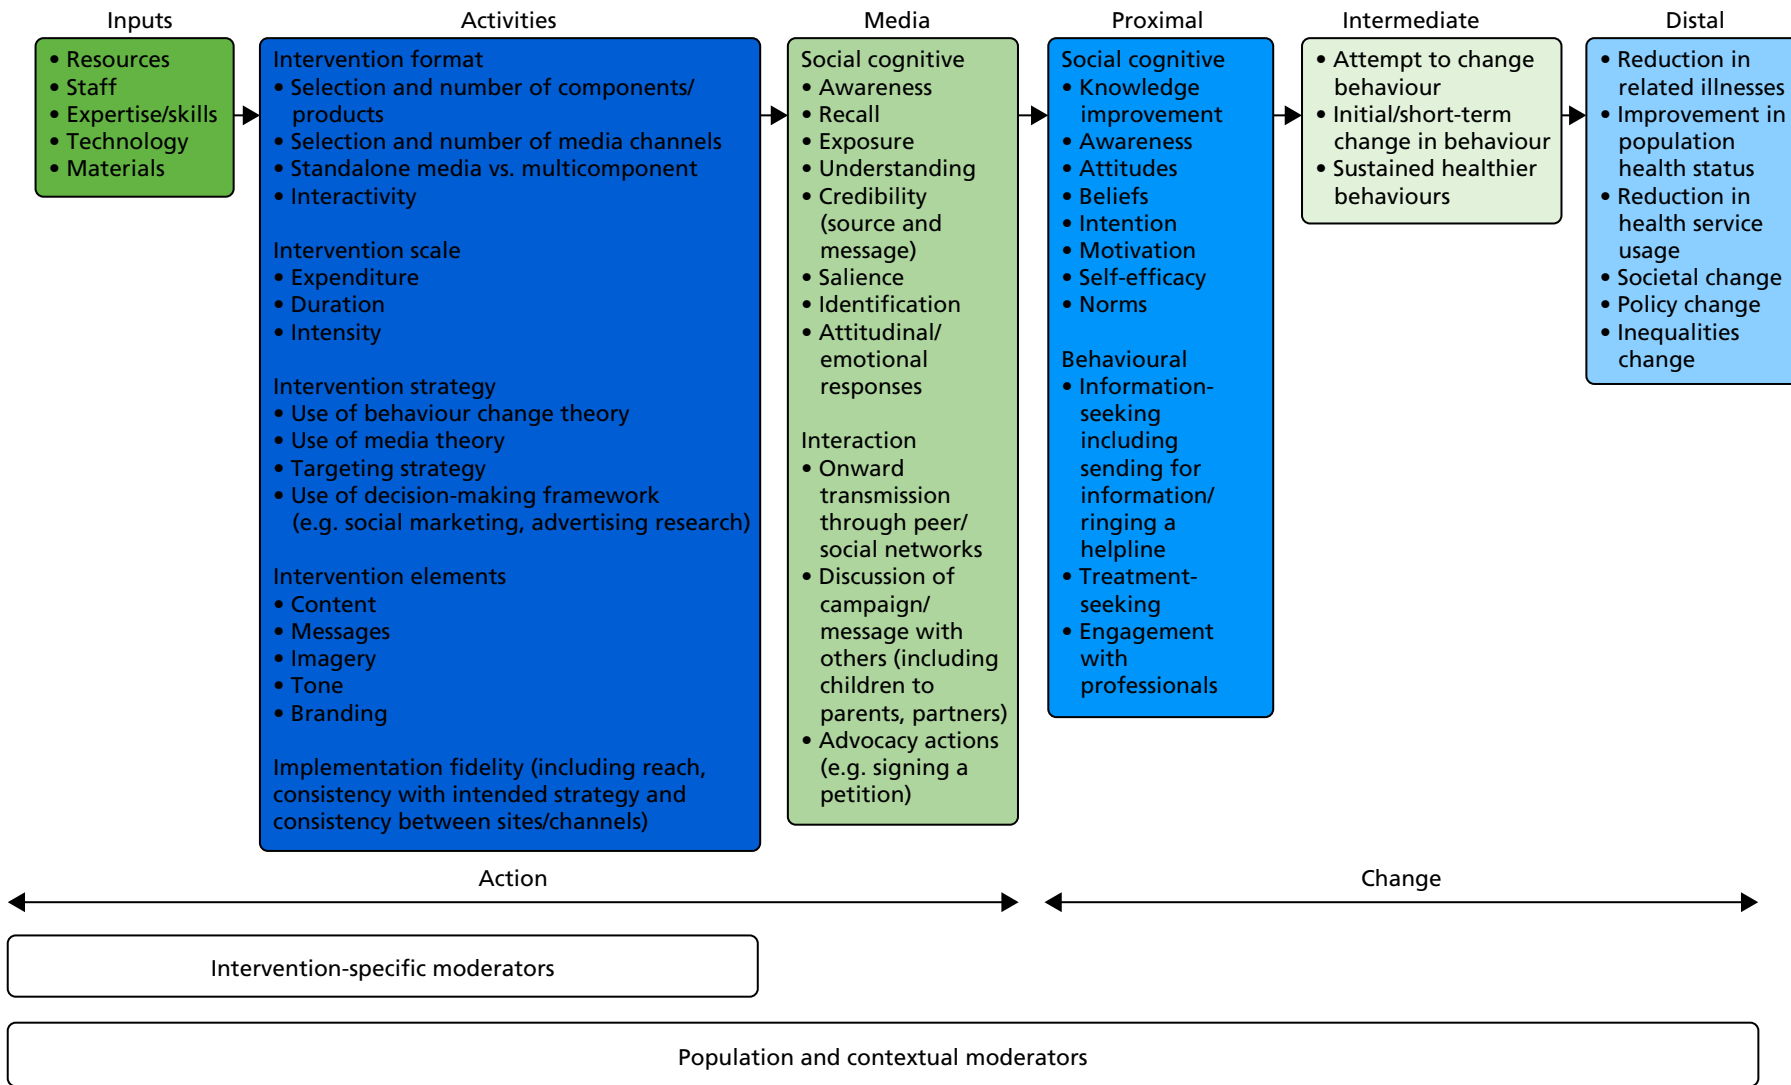 Inputs
• Resources
• Staff
• Expertise/skills
• Technology
• Materials
Activities
Intervention format
• Selection and number of components/
products
• Selection and number of media channels
• Standalone media vs. multicomponent
• Interactivity
Intervention scale
• Expenditure
• Duration
• Intensity
Intervention strategy
• Use of behaviour change theory
• Use of media theory
• Targeting strategy
• Use of decision-making framework
(e.g. social marketing, advertising research)
Intervention elements
• Content
• Messages
• Imagery
• Tone
• Branding
Implementation fidelity (including reach,
consistency with intended strategy and
consistency between sites/channels)
Media
Social cognitive
• Awareness
• Recall
• Exposure
• Understanding
• Credibility
(source and
message)
• Salience
• Identification
• Attitudinal/
emotional
responses
Interaction
• Onward
transmission
through peer/
social networks
• Discussion of
campaign/
message with
others (including
children to
parents, partners)
• Advocacy actions
(e.g. signing a
petition)
Proximal
Social cognitive
• Knowledge
improvement
• Awareness
• Attitudes
• Beliefs
• Intention
• Motivation
• Self-efficacy
• Norms
Behavioural
• Information-
seeking
including
sending for
information/
ringing a
helpline
• Treatment-
seeking
• Engagement
with
professionals
Intermediate
• Attempt to change
behaviour
• Initial/short-term
change in behaviour
• Sustained healthier
behaviours
Distal
• Reduction in
related illnesses
• Improvement in
population
health status
• Reduction in
health service
usage
• Societal change
• Policy change
• Inequalities
change
Action
Change
Intervention-specific moderators
Population and contextual moderators